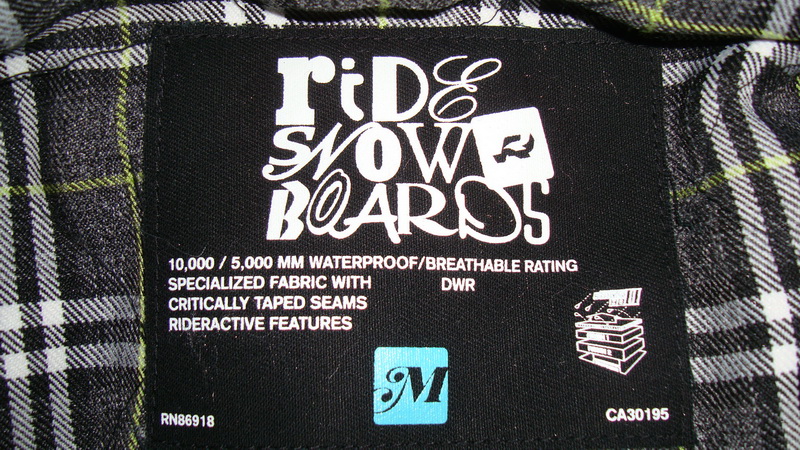 RiDE
SNOW
BOARDS
10,000 / 5,000 MM WATERPROOF/BREATHABLE RATING
SPECIALIZED FABRIC WITH DWR
CRITICALLY TAPED SEAMS
RIDERACTIVE FEATURES
M
RN86918
CA30195